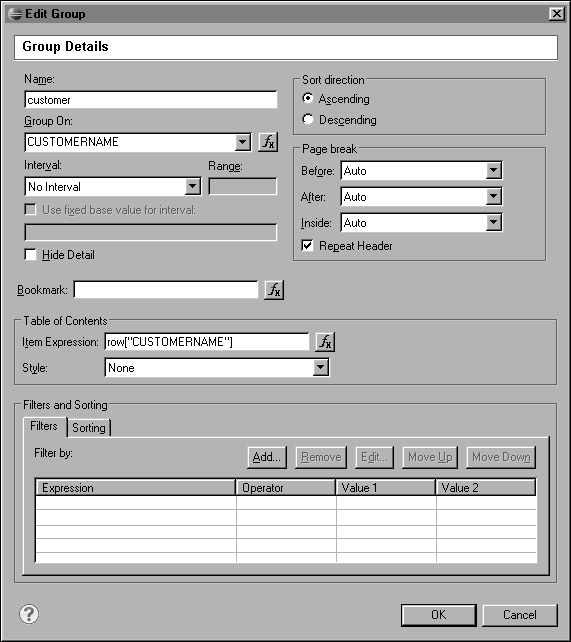 Edit Group
Group Details
Name:
customer
Group On:
CUSTOMERNAME
fx
Interval:
Range:
No Interval
Use fixed base value for interval:
Hide Detail
Sort direction
Ascending
Descending
Page break
Before: Auto
After: Auto
Inside: Auto
Repeat Header
Bookmark:
fx
Table of Contents
Item Expression: row["CUSTOMERNAME"]
fx
Style: None
Filters and Sorting
Filters Sorting
Filter by: Add... Remove Edit... Move Up Move Down
Expression Operator Value 1 Value 2
? OK Cancel